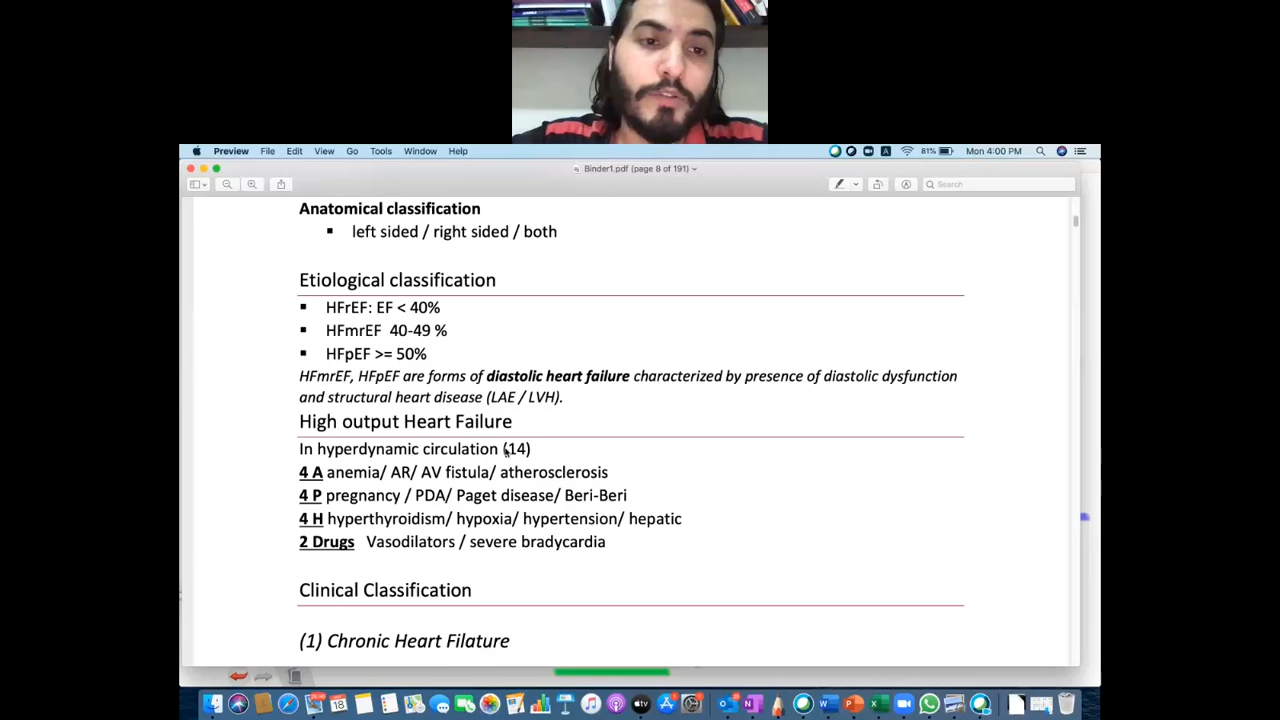 Preview File Edit View Go Tools Window Help 81% Mon 4:00 PM
Binder1.pdf (page 8 of 191)
Search
Anatomical classification
▪ left sided / right sided / both
Etiological classification
▪ HFrEF: EF < 40%
▪ HFmrEF 40-49 %
▪ HFpEF >= 50%
HFmrEF, HFpEF are forms of diastolic heart failure characterized by presence of diastolic dysfunction
and structural heart disease (LAE / LVH).
High output Heart Failure
In hyperdynamic circulation (14)
4 A anemia/ AR/ AV fistula/ atherosclerosis
4 P pregnancy / PDA/ Paget disease/ Beri-Beri
4 H hyperthyroidism/ hypoxia/ hypertension/ hepatic
2 Drugs Vasodilators / severe bradycardia
Clinical Classification
(1) Chronic Heart Filature